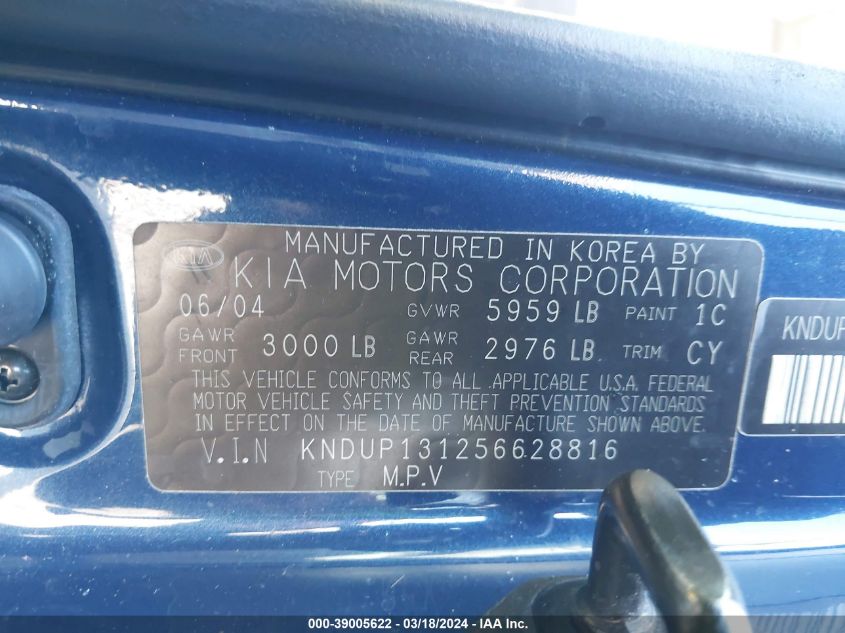 MANUFACTURED IN KOREA BY
KIA
KIA MOTORS CORPORATION
06/04 GVWR 5959 LB PAINT 1C
GAWR FRONT 3000 LB GAWR REAR 2976 LB TRIM CY
THIS VEHICLE CONFORMS TO ALL APPLICABLE U.S.A. FEDERAL
MOTOR VEHICLE SAFETY AND THEFT PREVENTION STANDARDS
IN EFFECT ON THE DATE OF MANUFACTURE SHOWN ABOVE.
V.I.N KNDUP131256628816
TYPE M.P.V
KNDUP
000-39005622 - 03/18/2024 - IAA Inc.